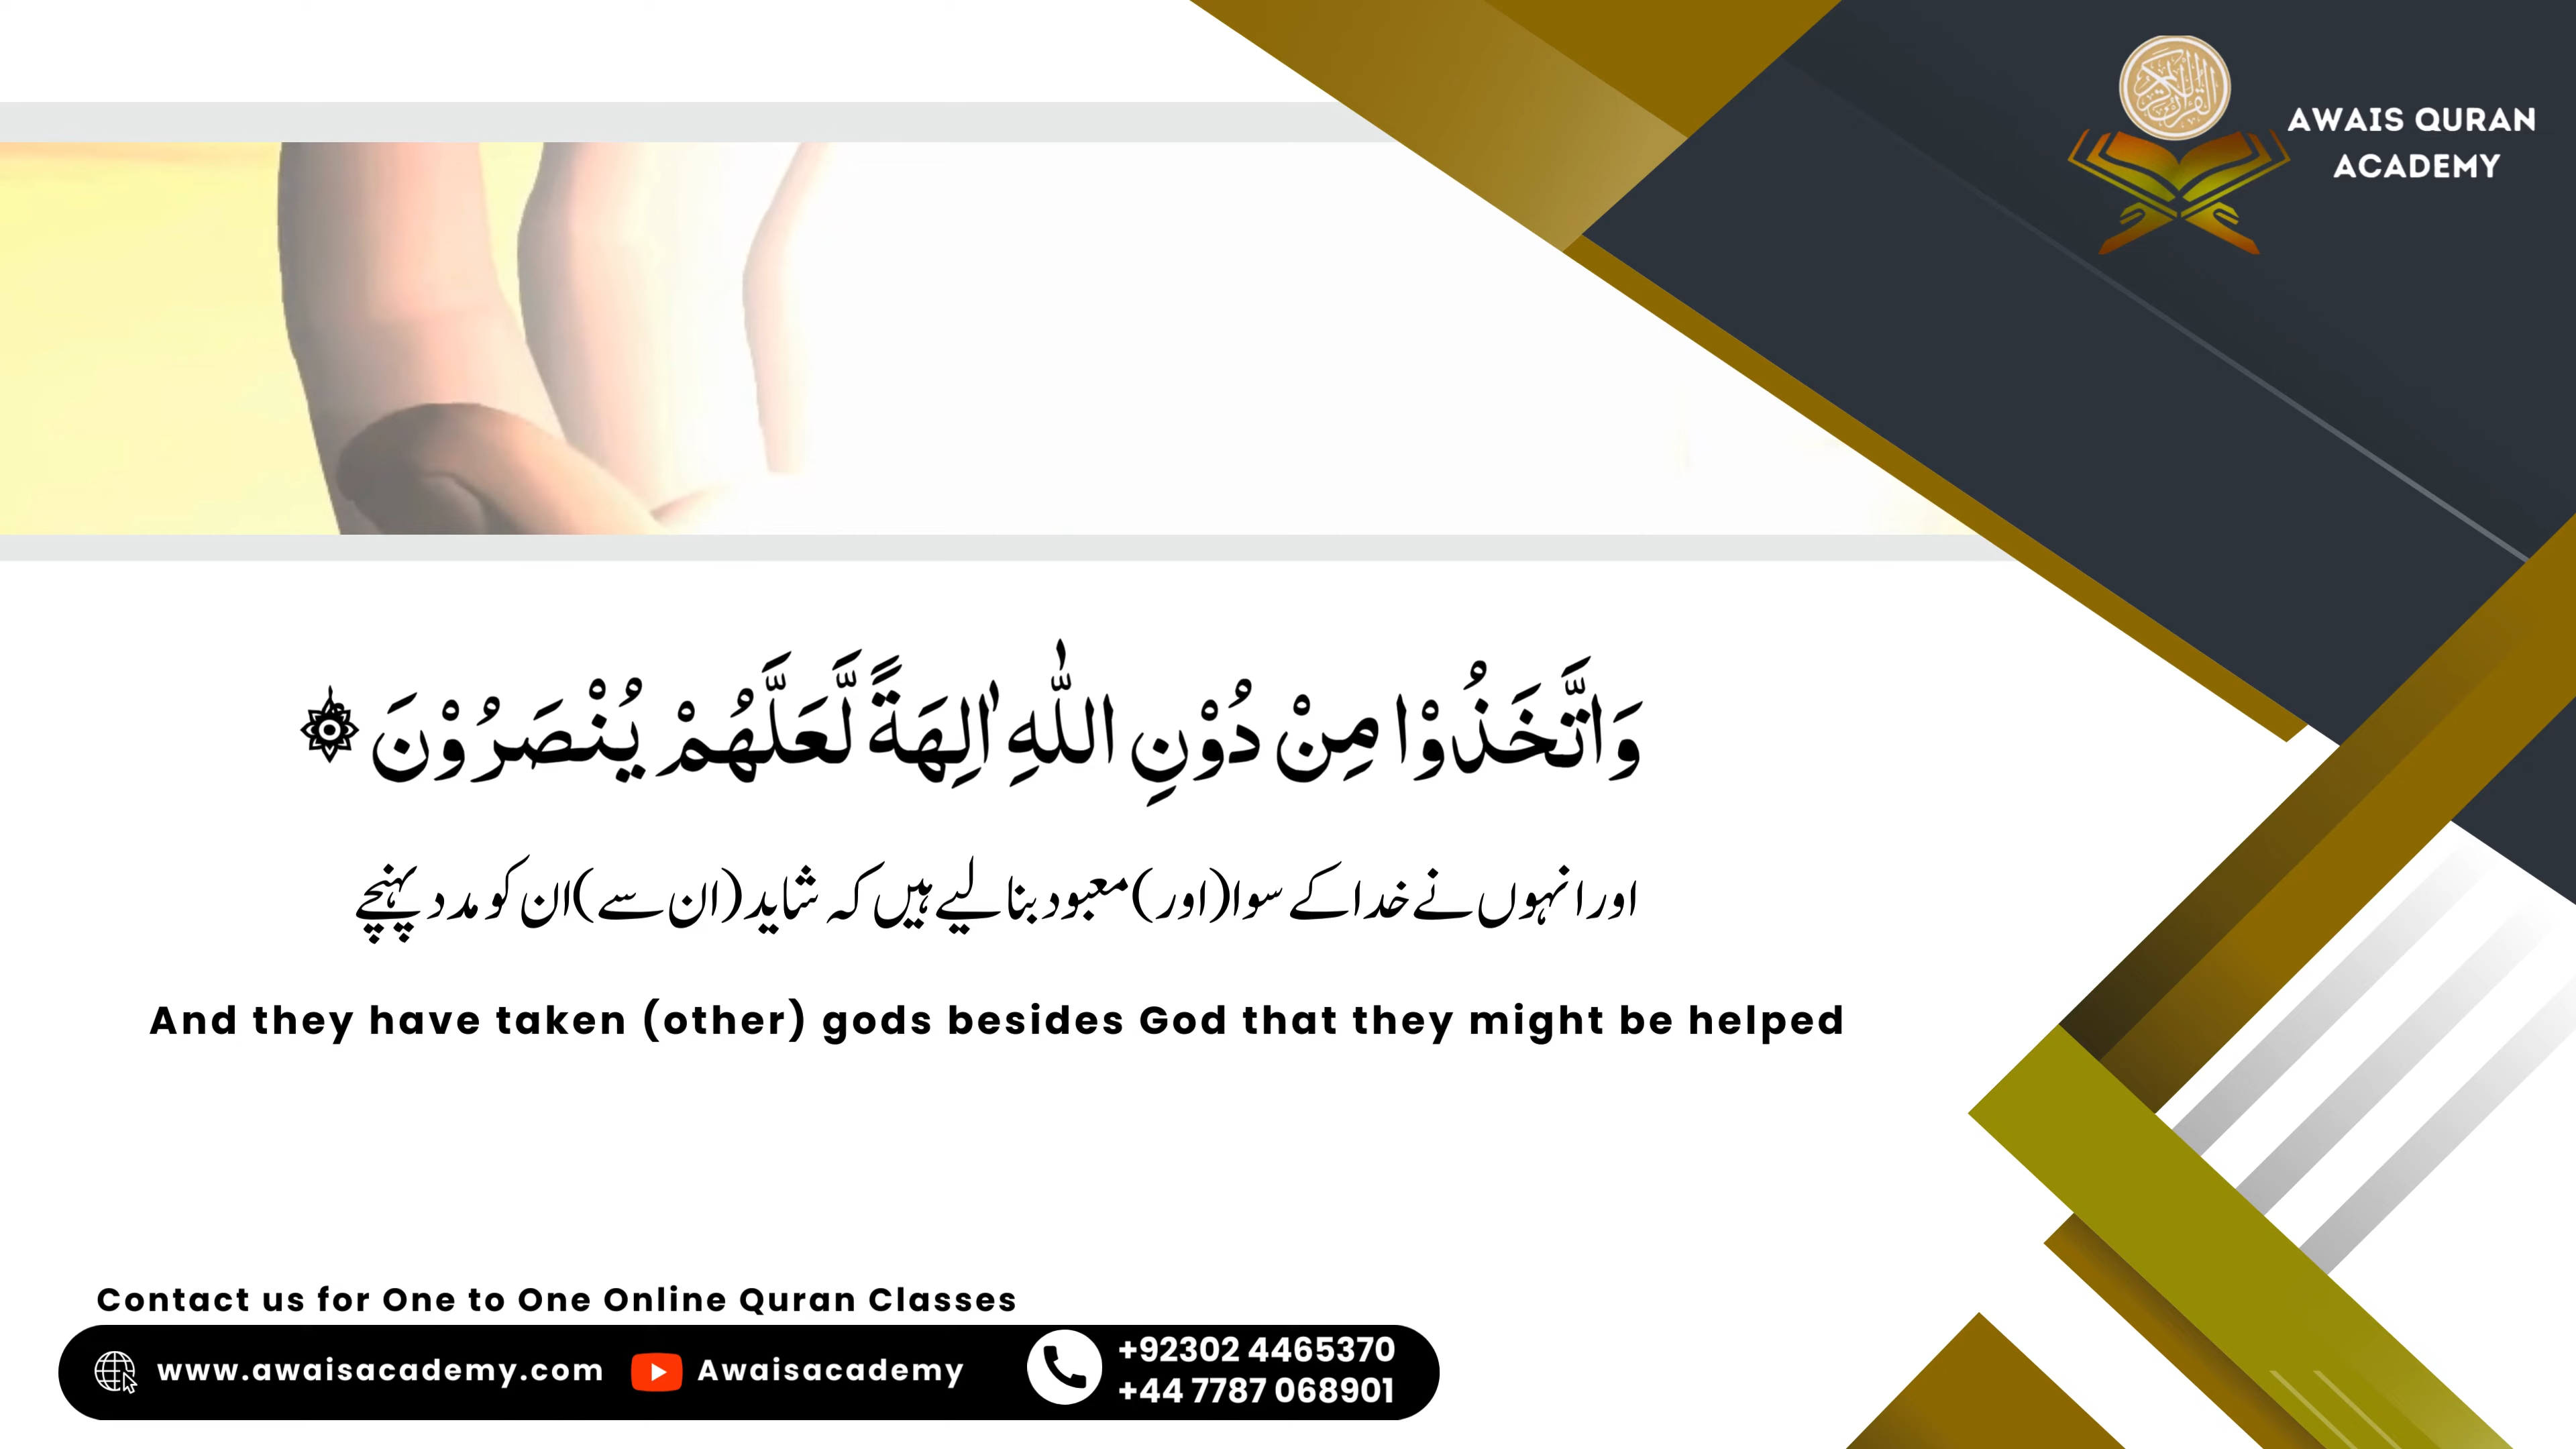 AWAIS QURAN
ACADEMY
وَاتَّخَذُوْا مِنْ دُوْنِ اللّٰهِ اٰلِهَةً لَّعَلَّهُمْ يُنْصَرُوْنَ ۞
اور انہوں نے خدا کے سوا (اور) معبود بنا لیے ہیں کہ شاید (ان سے) ان کو مدد پہنچے
And they have taken (other) gods besides God that they might be helped
Contact us for One to One Online Quran Classes
www.awaisacademy.com Awaisacademy
+92302 4465370
+44 7787 068901